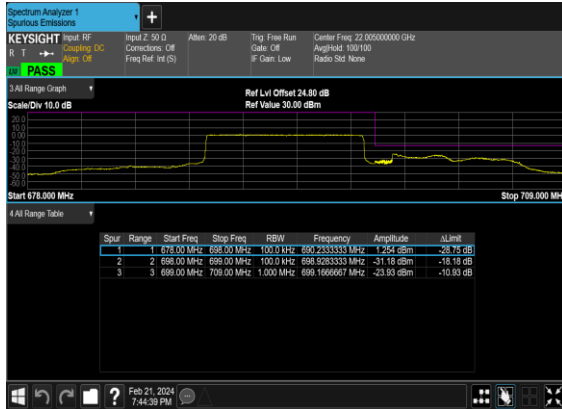 Spectrum Analyzer 1
Spurious Emissions
+
KEYSIGHT Input: RF Input Z: 50 Ω Atten: 20 dB Trig: Free Run Center Freq: 22.005000000 GHz
R T Coupling: DC Corrections: Off Gate: Off Avg|Hold: 100/100
Align: Off Freq Ref: Int (S) IF Gain: Low Radio Std: None
LU PASS
3 All Range Graph
Ref Lvl Offset 24.80 dB
Scale/Div 10.0 dB Ref Value 30.00 dBm
20.0
10.0
0.00
-10.0
-20.0
-30.0
-40.0
-50.0
-60.0
Start 678.000 MHz Stop 709.000 MHz
4 All Range Table
Spur Range Start Freq Stop Freq RBW Frequency Amplitude ΔLimit
1 1 678.00 MHz 698.00 MHz 100.0 kHz 690.2333333 MHz 1.254 dBm -28.75 dB
2 2 698.00 MHz 699.00 MHz 100.0 kHz 698.9283333 MHz -31.18 dBm -18.18 dB
3 3 699.00 MHz 709.00 MHz 1.000 MHz 699.1666667 MHz -23.93 dBm -10.93 dB
? Feb 21, 2024
7:44:39 PM